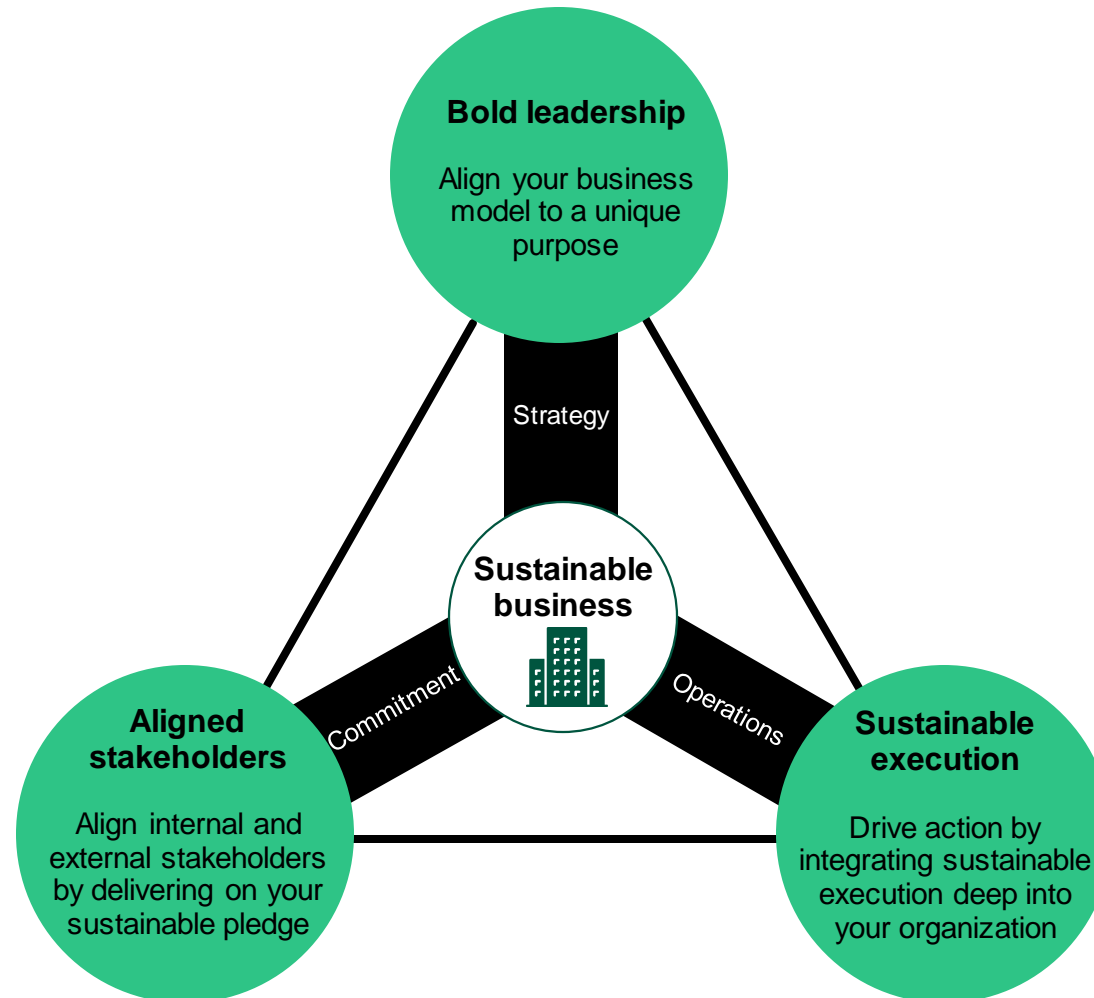 Bold leadership
Align your business
model to a unique
purpose
Strategy
Sustainable
business
Commitment
Operations
Aligned
stakeholders
Align internal and
external stakeholders
by delivering on your
sustainable pledge
Sustainable
execution
Drive action by
integrating sustainable
execution deep into
your organization